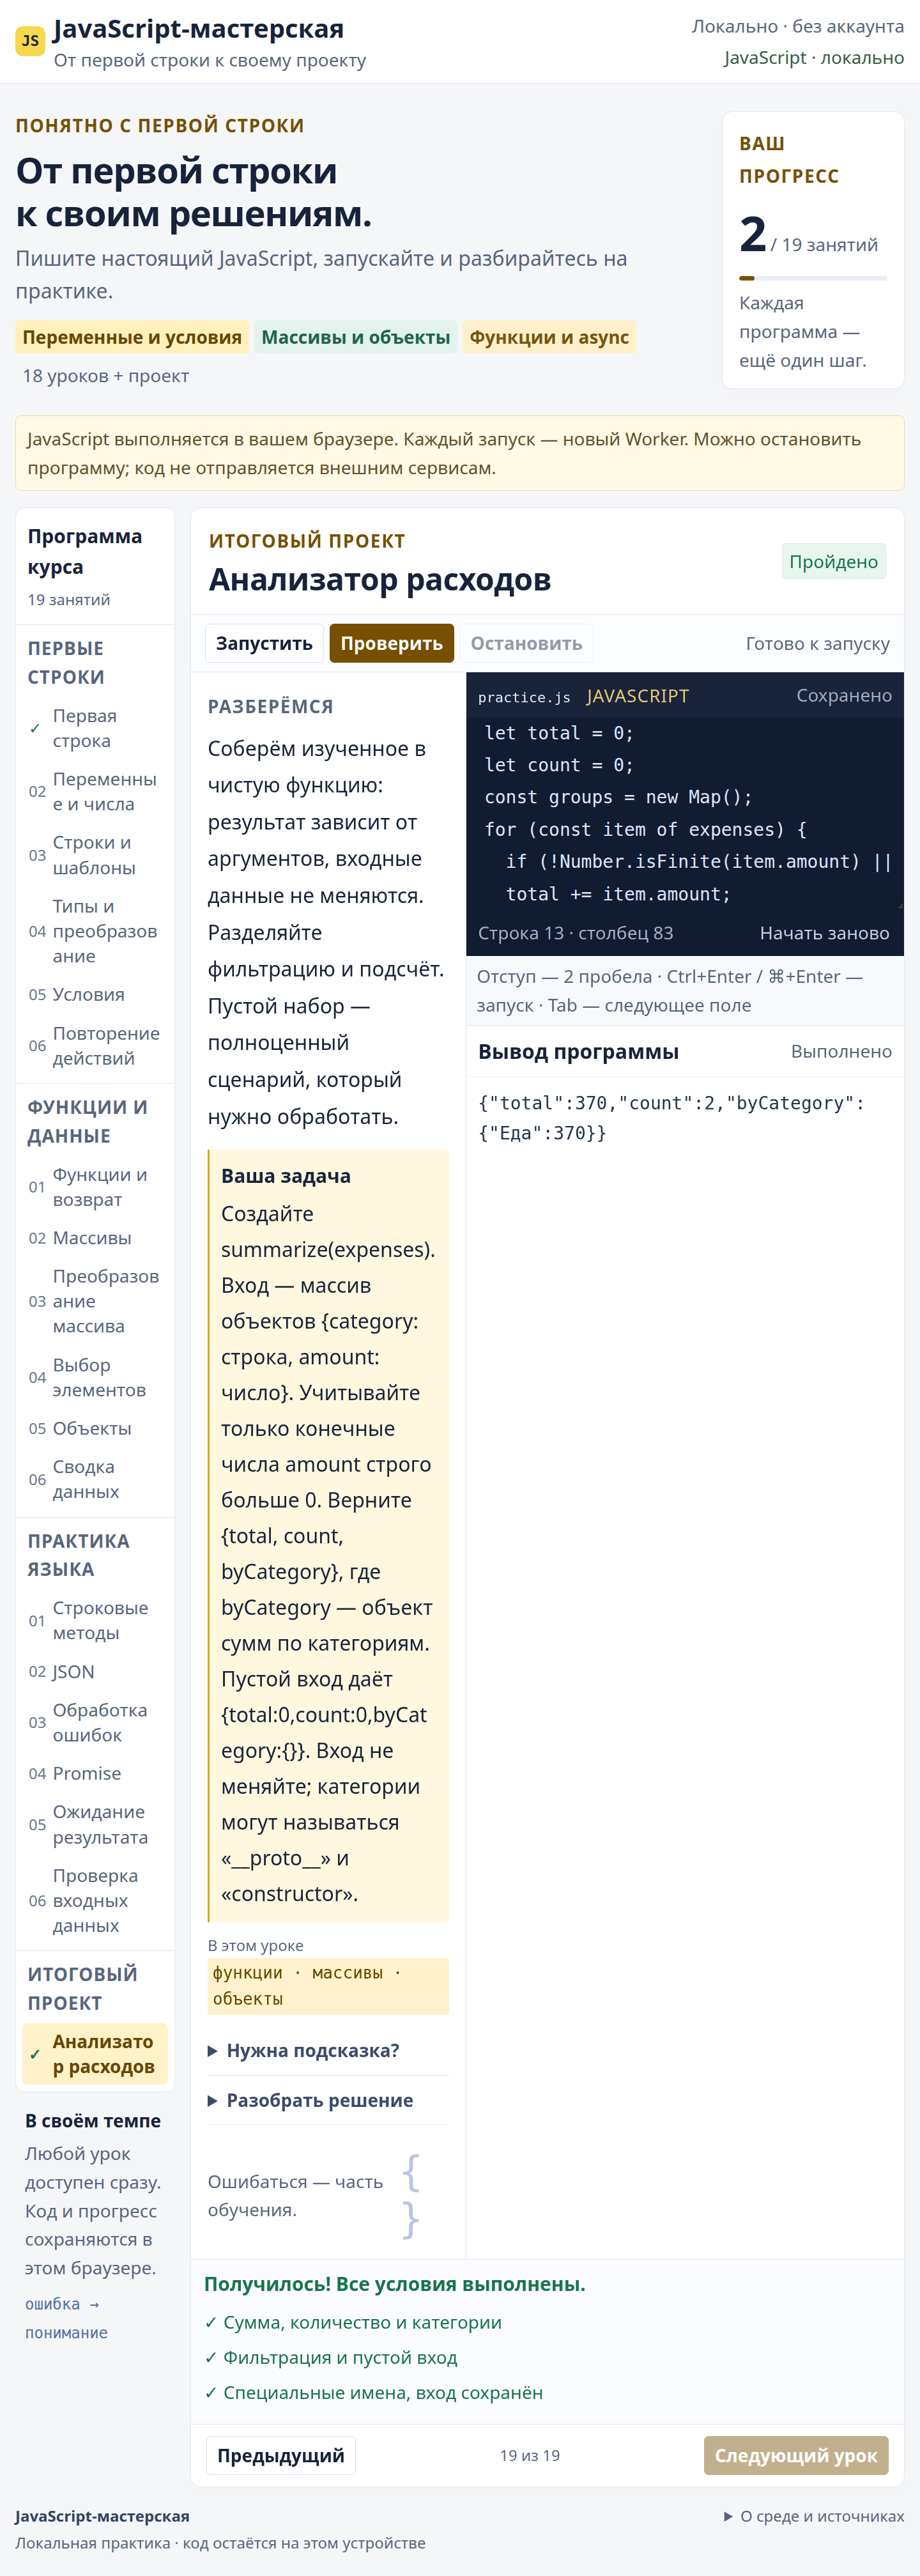 JS
JavaScript-мастерская
От первой строки к своему проекту
Локально · без аккаунта
JavaScript · локально
ПОНЯТНО С ПЕРВОЙ СТРОКИ
От первой строки
к своим решениям.
Пишите настоящий JavaScript, запускайте и разбирайтесь на
практике.
Переменные и условия
Массивы и объекты
Функции и async
18 уроков + проект
ВАШ
ПРОГРЕСС
2 / 19 занятий
Каждая
программа —
ещё один шаг.
JavaScript выполняется в вашем браузере. Каждый запуск — новый Worker. Можно остановить
программу; код не отправляется внешним сервисам.
Программа
курса
19 занятий
ПЕРВЫЕ
СТРОКИ
✓ Первая
строка
02 Переменны
е и числа
03 Строки и
шаблоны
04 Типы и
преобразов
ание
05 Условия
06 Повторение
действий
ФУНКЦИИ И
ДАННЫЕ
01 Функции и
возврат
02 Массивы
03 Преобразов
ание
массива
04 Выбор
элементов
05 Объекты
06 Сводка
данных
ПРАКТИКА
ЯЗЫКА
01 Строковые
методы
02 JSON
03 Обработка
ошибок
04 Promise
05 Ожидание
результата
06 Проверка
входных
данных
ИТОГОВЫЙ
ПРОЕКТ
✓ Анализато
р расходов
В своём темпе
Любой урок
доступен сразу.
Код и прогресс
сохраняются в
этом браузере.
ошибка →
понимание
ИТОГОВЫЙ ПРОЕКТ
Анализатор расходов
Пройдено
Запустить
Проверить
Остановить
Готово к запуску
РАЗБЕРЁМСЯ
Соберём изученное в
чистую функцию:
результат зависит от
аргументов, входные
данные не меняются.
Разделяйте
фильтрацию и подсчёт.
Пустой набор —
полноценный
сценарий, который
нужно обработать.
Ваша задача
Создайте
summarize(expenses).
Вход — массив
объектов {category:
строка, amount:
число}. Учитывайте
только конечные
числа amount строго
больше 0. Верните
{total, count,
byCategory}, где
byCategory — объект
сумм по категориям.
Пустой вход даёт
{total:0,count:0,byCat
egory:{}}. Вход не
меняйте; категории
могут называться
«__proto__» и
«constructor».
В этом уроке
функции · массивы ·
объекты
▶ Нужна подсказка?
▶ Разобрать решение
Ошибаться — часть
обучения.
{
}
practice.js JAVASCRIPT
Сохранено
let total = 0;
let count = 0;
const groups = new Map();
for (const item of expenses) {
if (!Number.isFinite(item.amount) ||
total += item.amount;
Строка 13 · столбец 83
Начать заново
Отступ — 2 пробела · Ctrl+Enter / ⌘+Enter —
запуск · Tab — следующее поле
Вывод программы
Выполнено
{"total":370,"count":2,"byCategory":
{"Еда":370}}
Получилось! Все условия выполнены.
✓ Сумма, количество и категории
✓ Фильтрация и пустой вход
✓ Специальные имена, вход сохранён
Предыдущий
19 из 19
Следующий урок
JavaScript-мастерская
Локальная практика · код остаётся на этом устройстве
▶ О среде и источниках